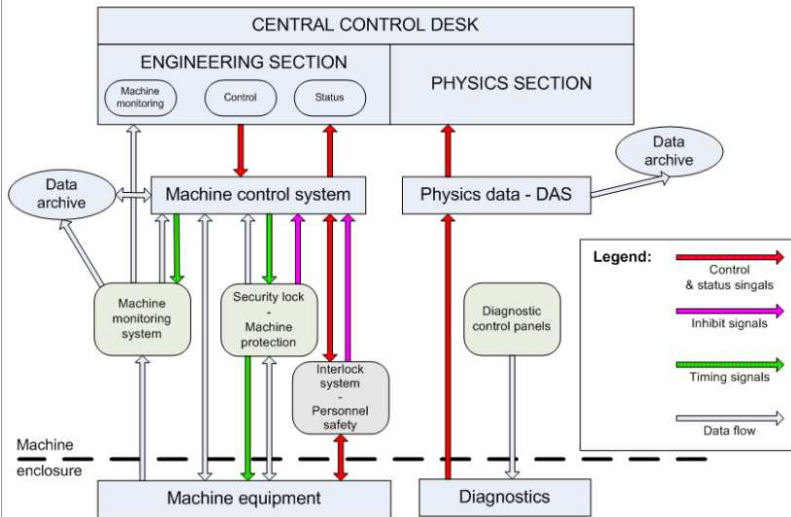 CENTRAL CONTROL DESK
ENGINEERING SECTION
PHYSICS SECTION
Machine
monitoring
Control
Status
Data
archive
Data
archive
Machine control system
Physics data - DAS
Legend:
Control
& status singals
Inhibit signals
Timing signals
Data flow
Machine
monitoring
system
Security lock
-
Machine
protection
Diagnostic
control panels
Interlock system
-
Personnel
safety
Machine
enclosure
Machine equipment
Diagnostics